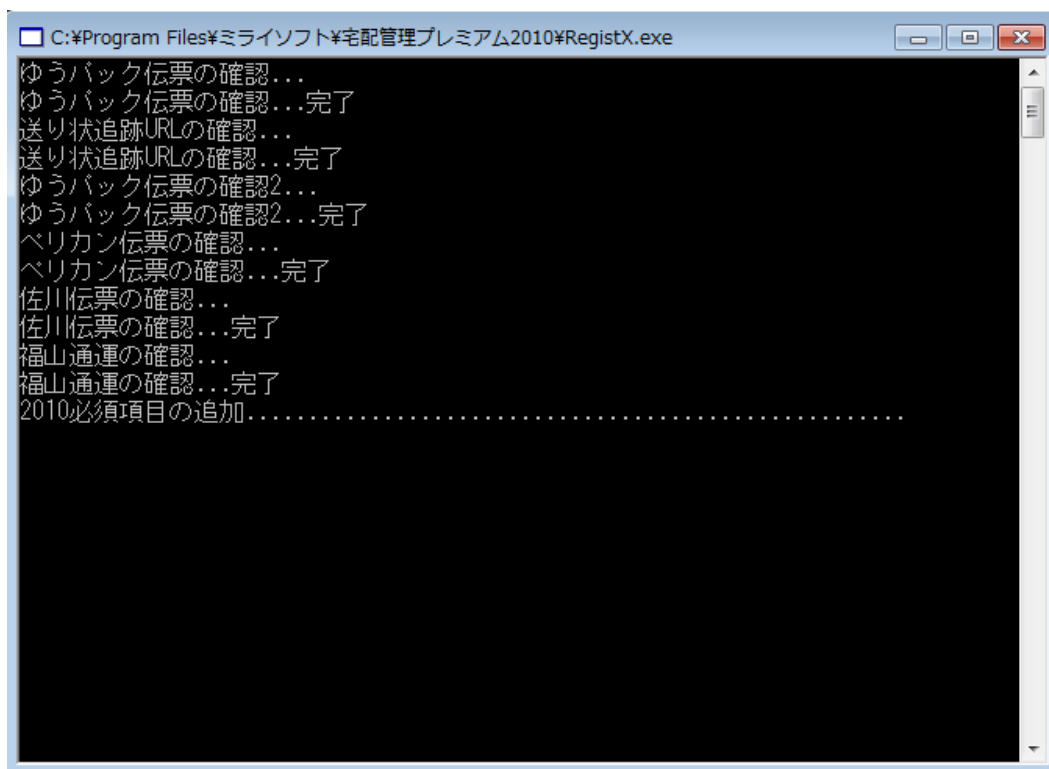 C:¥Program Files¥ミライソフト¥宅配管理プレミアム2010¥RegistX.exe
ゆうパック伝票の確認...
ゆうパック伝票の確認...完了
送り状追跡URLの確認...
送り状追跡URLの確認...完了
ゆうパック伝票の確認2...
ゆうパック伝票の確認2...完了
ペリカン伝票の確認...
ペリカン伝票の確認...完了
佐川伝票の確認...
佐川伝票の確認...完了
福山通運の確認...
福山通運の確認...完了
2010必須項目の追加.....................................................